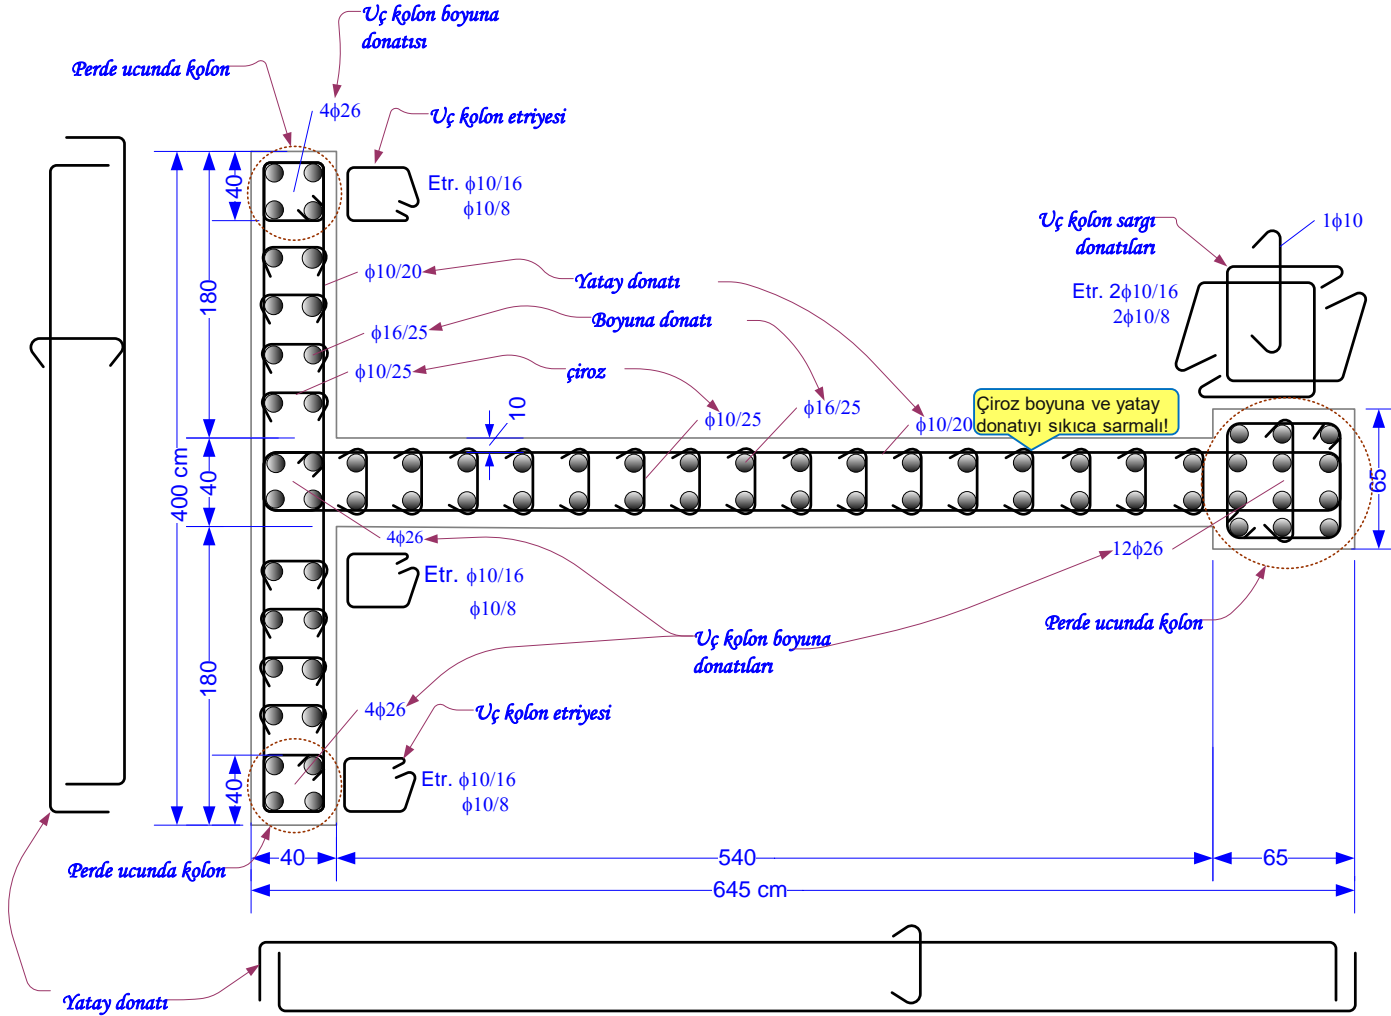 Uç kolon boyuna
donatısı
Perde ucunda kolon
4ϕ26
Uç kolon etriyesi
Etr. ϕ10/16
ϕ10/8
40
180
400 cm
40
180
40
ϕ10/20
Yatay donatı
ϕ16/25
Boyuna donatı
ϕ10/25
çiroz
10
ϕ10/25
ϕ16/25
ϕ10/20
Çiroz boyuna ve yatay
donatıyı sıkıca sarmalı!
Uç kolon sargı
donatıları
1ϕ10
Etr. 2ϕ10/16
2ϕ10/8
65
4ϕ26
12ϕ26
Etr. ϕ10/16
ϕ10/8
Perde ucunda kolon
Uç kolon boyuna
donatıları
4ϕ26
Uç kolon etriyesi
Etr. ϕ10/16
ϕ10/8
Perde ucunda kolon
40
540
65
645 cm
Yatay donatı